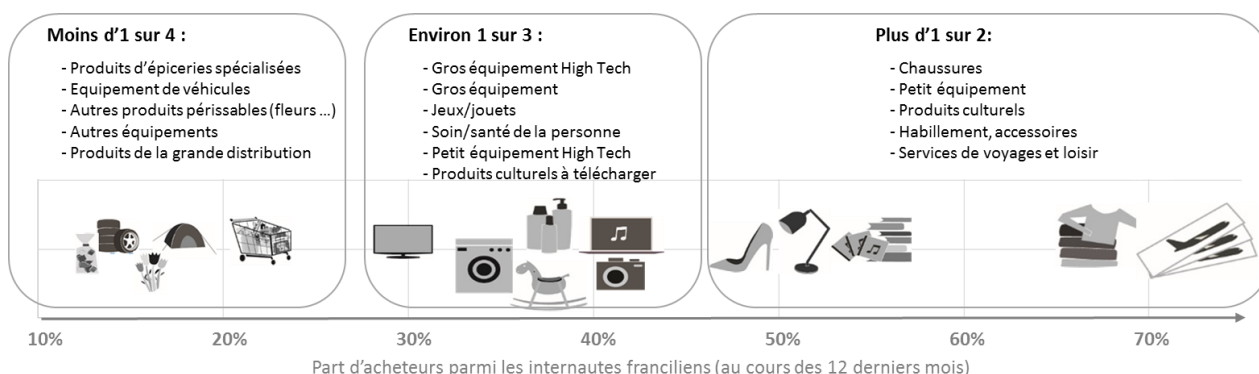 Moins d'1 sur 4 :
- Produits d'épiceries spécialisées
- Equipement de véhicules
- Autres produits périssables (fleurs ...)
- Autres équipements
- Produits de la grande distribution
Environ 1 sur 3 :
- Gros équipement High Tech
- Gros équipement
- Jeux/jouets
- Soin/santé de la personne
- Petit équipement High Tech
- Produits culturels à télécharger
Plus d'1 sur 2:
- Chaussures
- Petit équipement
- Produits culturels
- Habillement, accessoires
- Services de voyages et loisir
10% 20% 30% 40% 50% 60% 70%
Part d'acheteurs parmi les internautes franciliens (au cours des 12 derniers mois)